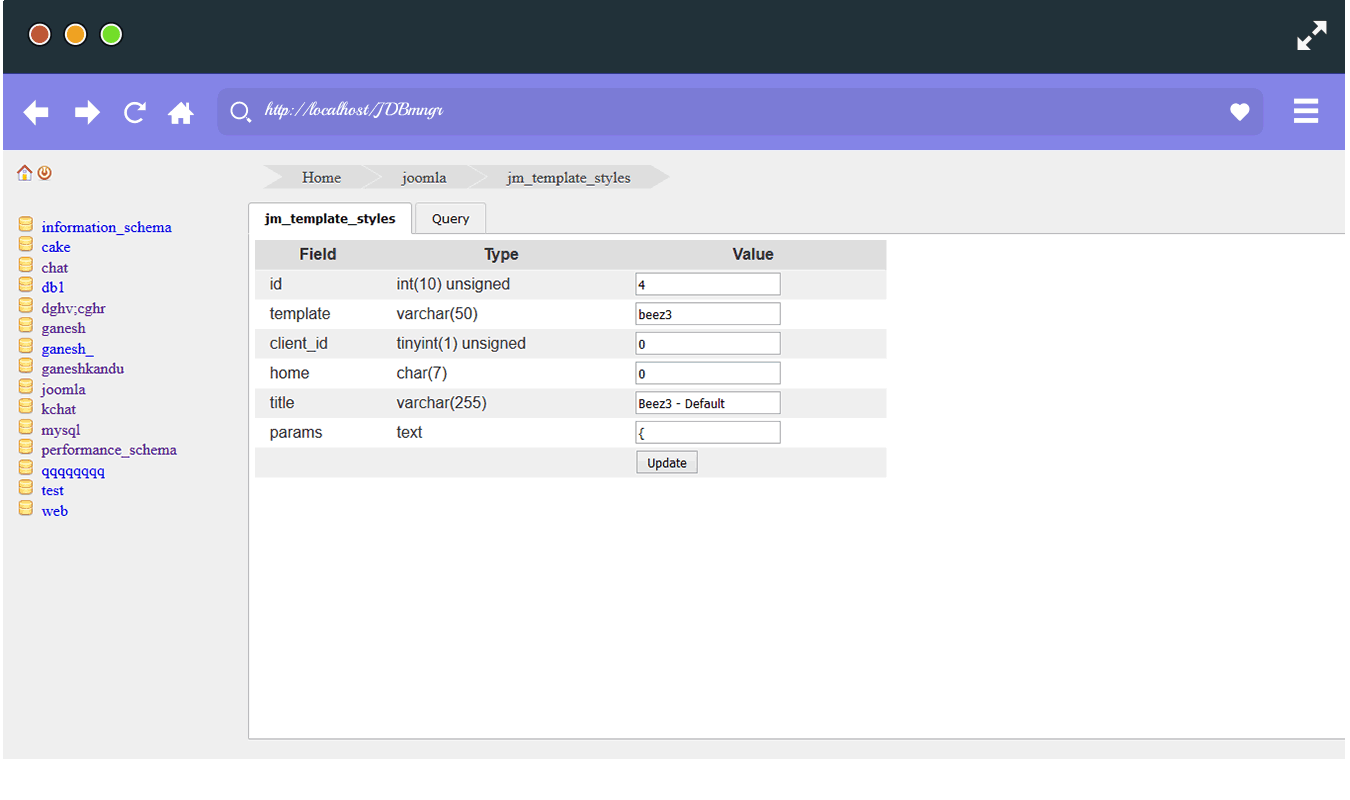 http://localhost/JDBmngr
Home joomla jm_template_styles
information_schema
cake
chat
db1
dghv;cghr
ganesh
ganesh_
ganeshkandu
joomla
kchat
mysql
performance_schema
qqqqqqqq
test
web
jm_template_styles Query
Field Type Value
id int(10) unsigned 4
template varchar(50) beez3
client_id tinyint(1) unsigned 0
home char(7) 0
title varchar(255) Beez3 - Default
params text {
Update